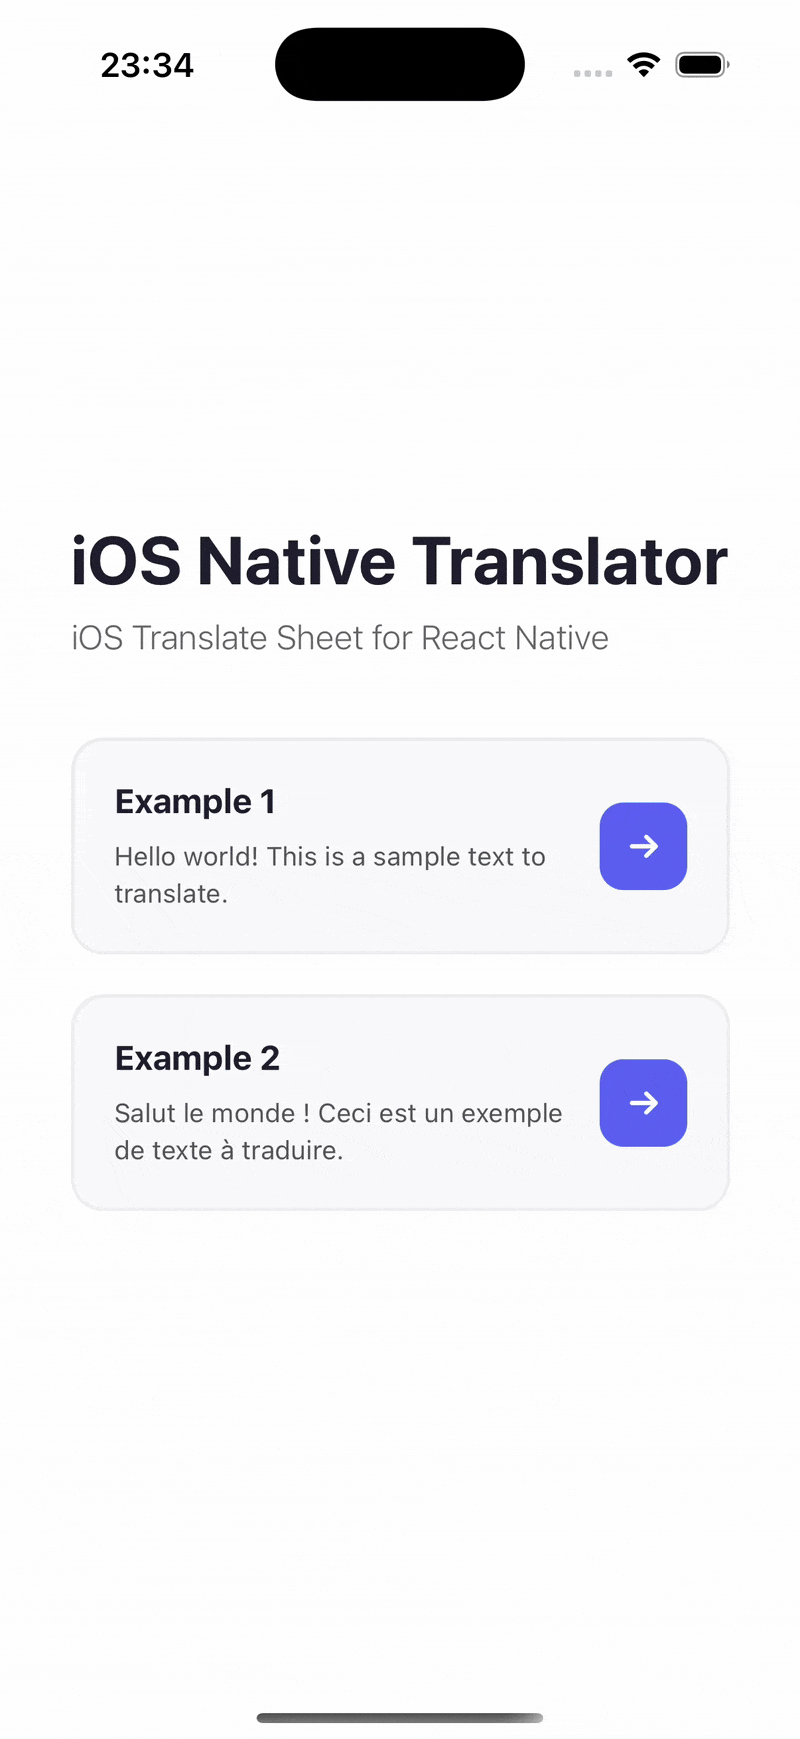 23:34
iOS Native Translator
iOS Translate Sheet for React Native
Example 1
Hello world! This is a sample text to
translate.
Example 2
Salut le monde ! Ceci est un exemple
de texte à traduire.